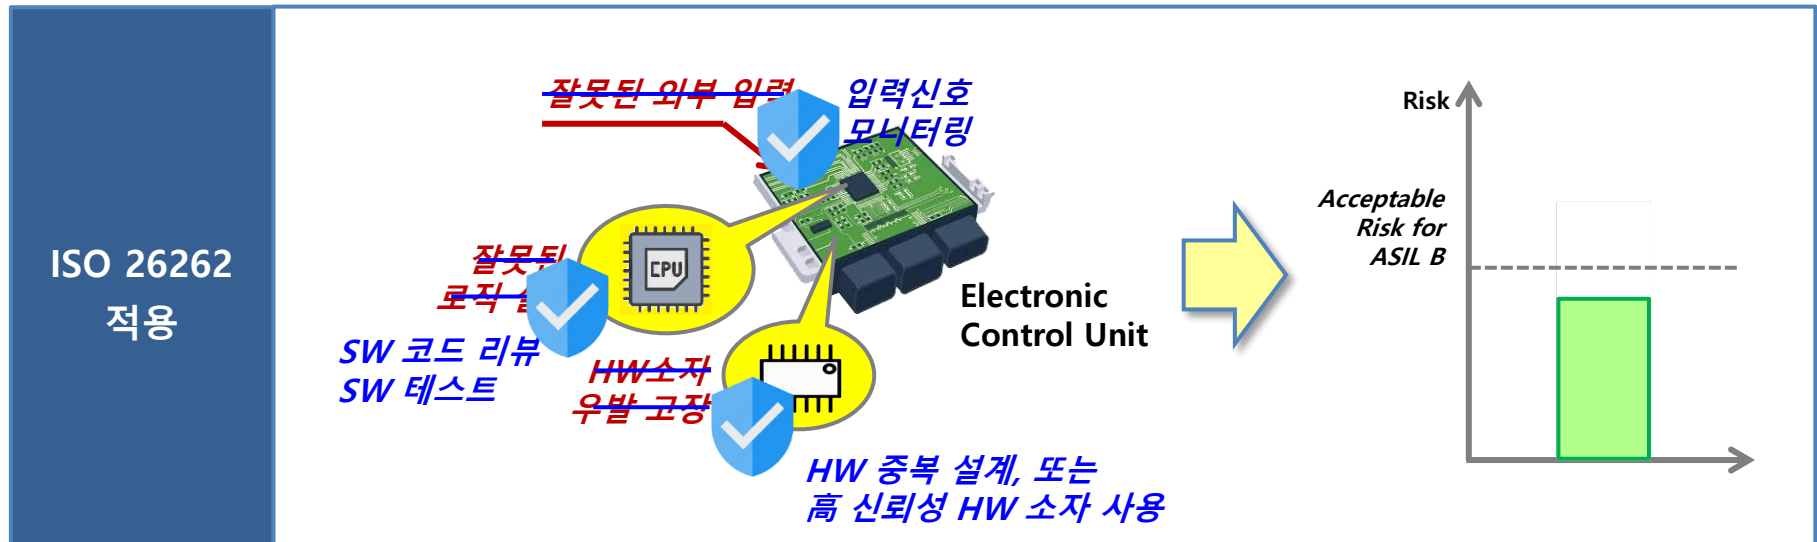 ISO 26262
적용
잘못된 외부 입력
입력신호
모니터링
잘못된
로직
SW 코드 리뷰
SW 테스트
CPU
HW소자
우발 고장
HW 중복 설계, 또는
高 신뢰성 HW 소자 사용
Electronic
Control Unit
Risk
Acceptable
Risk for
ASIL B